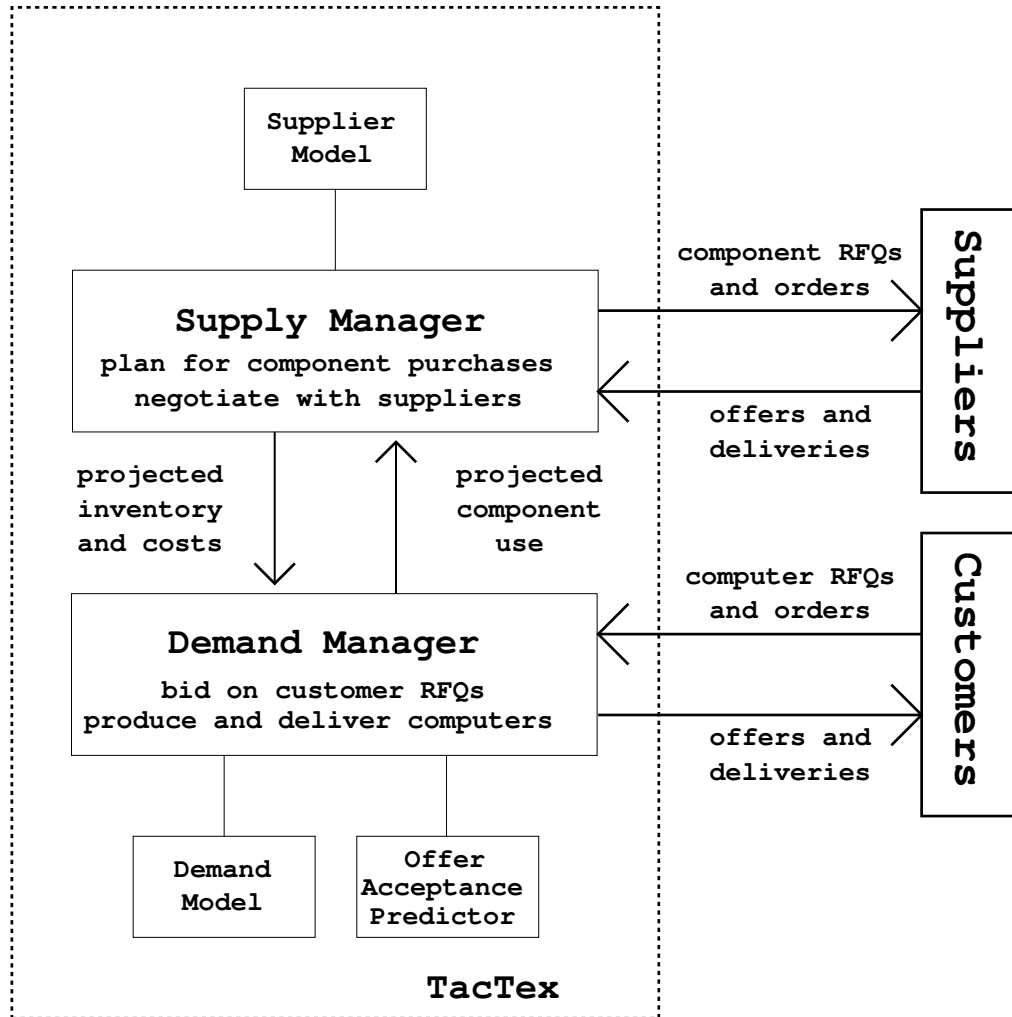 Supplier
Model
Supply Manager
plan for component purchases
negotiate with suppliers
component RFQs
and orders
offers and
deliveries
Suppliers
projected
inventory
and costs
projected
component
use
Demand Manager
bid on customer RFQs
produce and deliver computers
computer RFQs
and orders
offers and
deliveries
Customers
Demand
Model
Offer
Acceptance
Predictor
TacTex